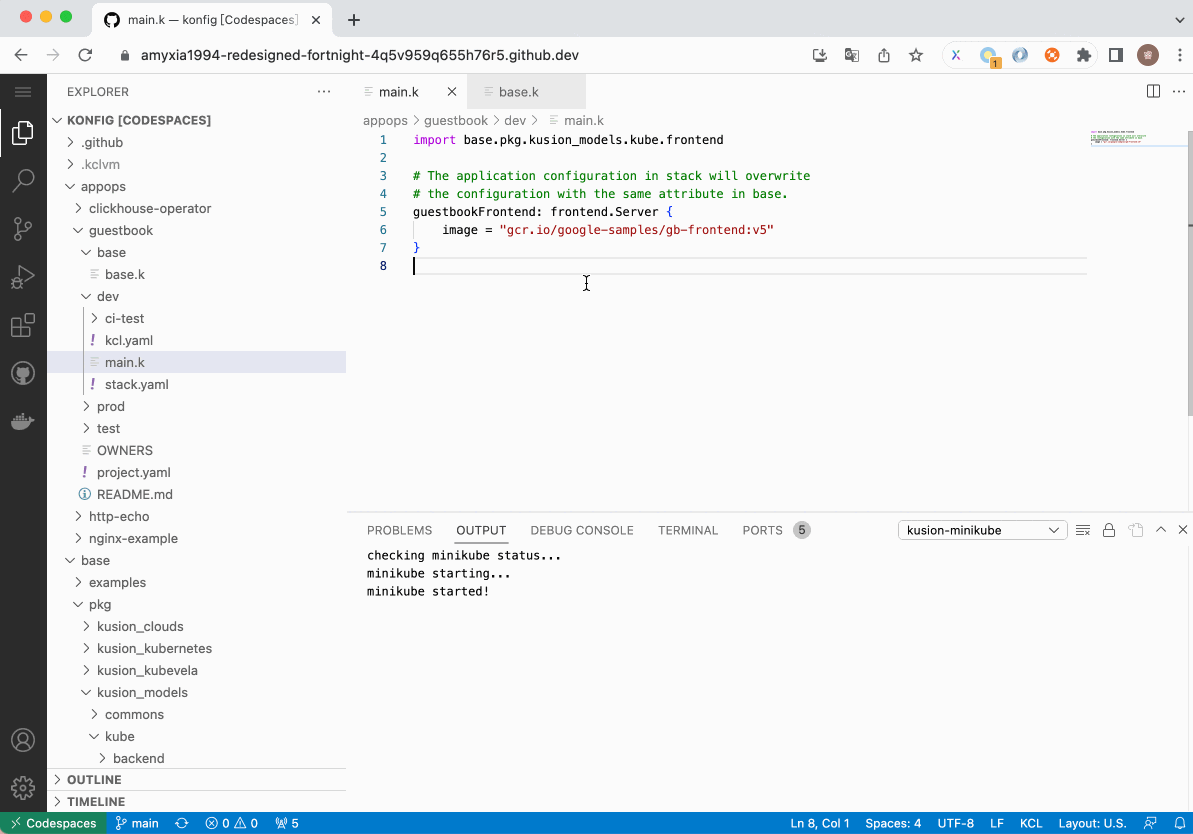 main.k — konfig [Codespaces]
amyxia1994-redesigned-fortnight-4q5v959q655h76r5.github.dev
1
EXPLORER
KONFIG [CODESPACES]
.github
.kclvm
appops
clickhouse-operator
guestbook
base
base.k
dev
ci-test
kcl.yaml
main.k
stack.yaml
prod
test
OWNERS
project.yaml
README.md
http-echo
nginx-example
base
examples
pkg
kusion_clouds
kusion_kubernetes
kusion_kubevela
kusion_models
commons
kube
backend
OUTLINE
TIMELINE
main.k
base.k
appops > guestbook > dev > main.k
1 import base.pkg.kusion_models.kube.frontend
2
3 # The application configuration in stack will overwrite
4 # the configuration with the same attribute in base.
5 guestbookFrontend: frontend.Server {
6 image = "gcr.io/google-samples/gb-frontend:v5"
7 }
8
PROBLEMS OUTPUT DEBUG CONSOLE TERMINAL PORTS 5
kusion-minikube
checking minikube status...
minikube starting...
minikube started!
Codespaces main 0 0 5 Ln 8, Col 1 Spaces: 4 UTF-8 LF KCL Layout: U.S.